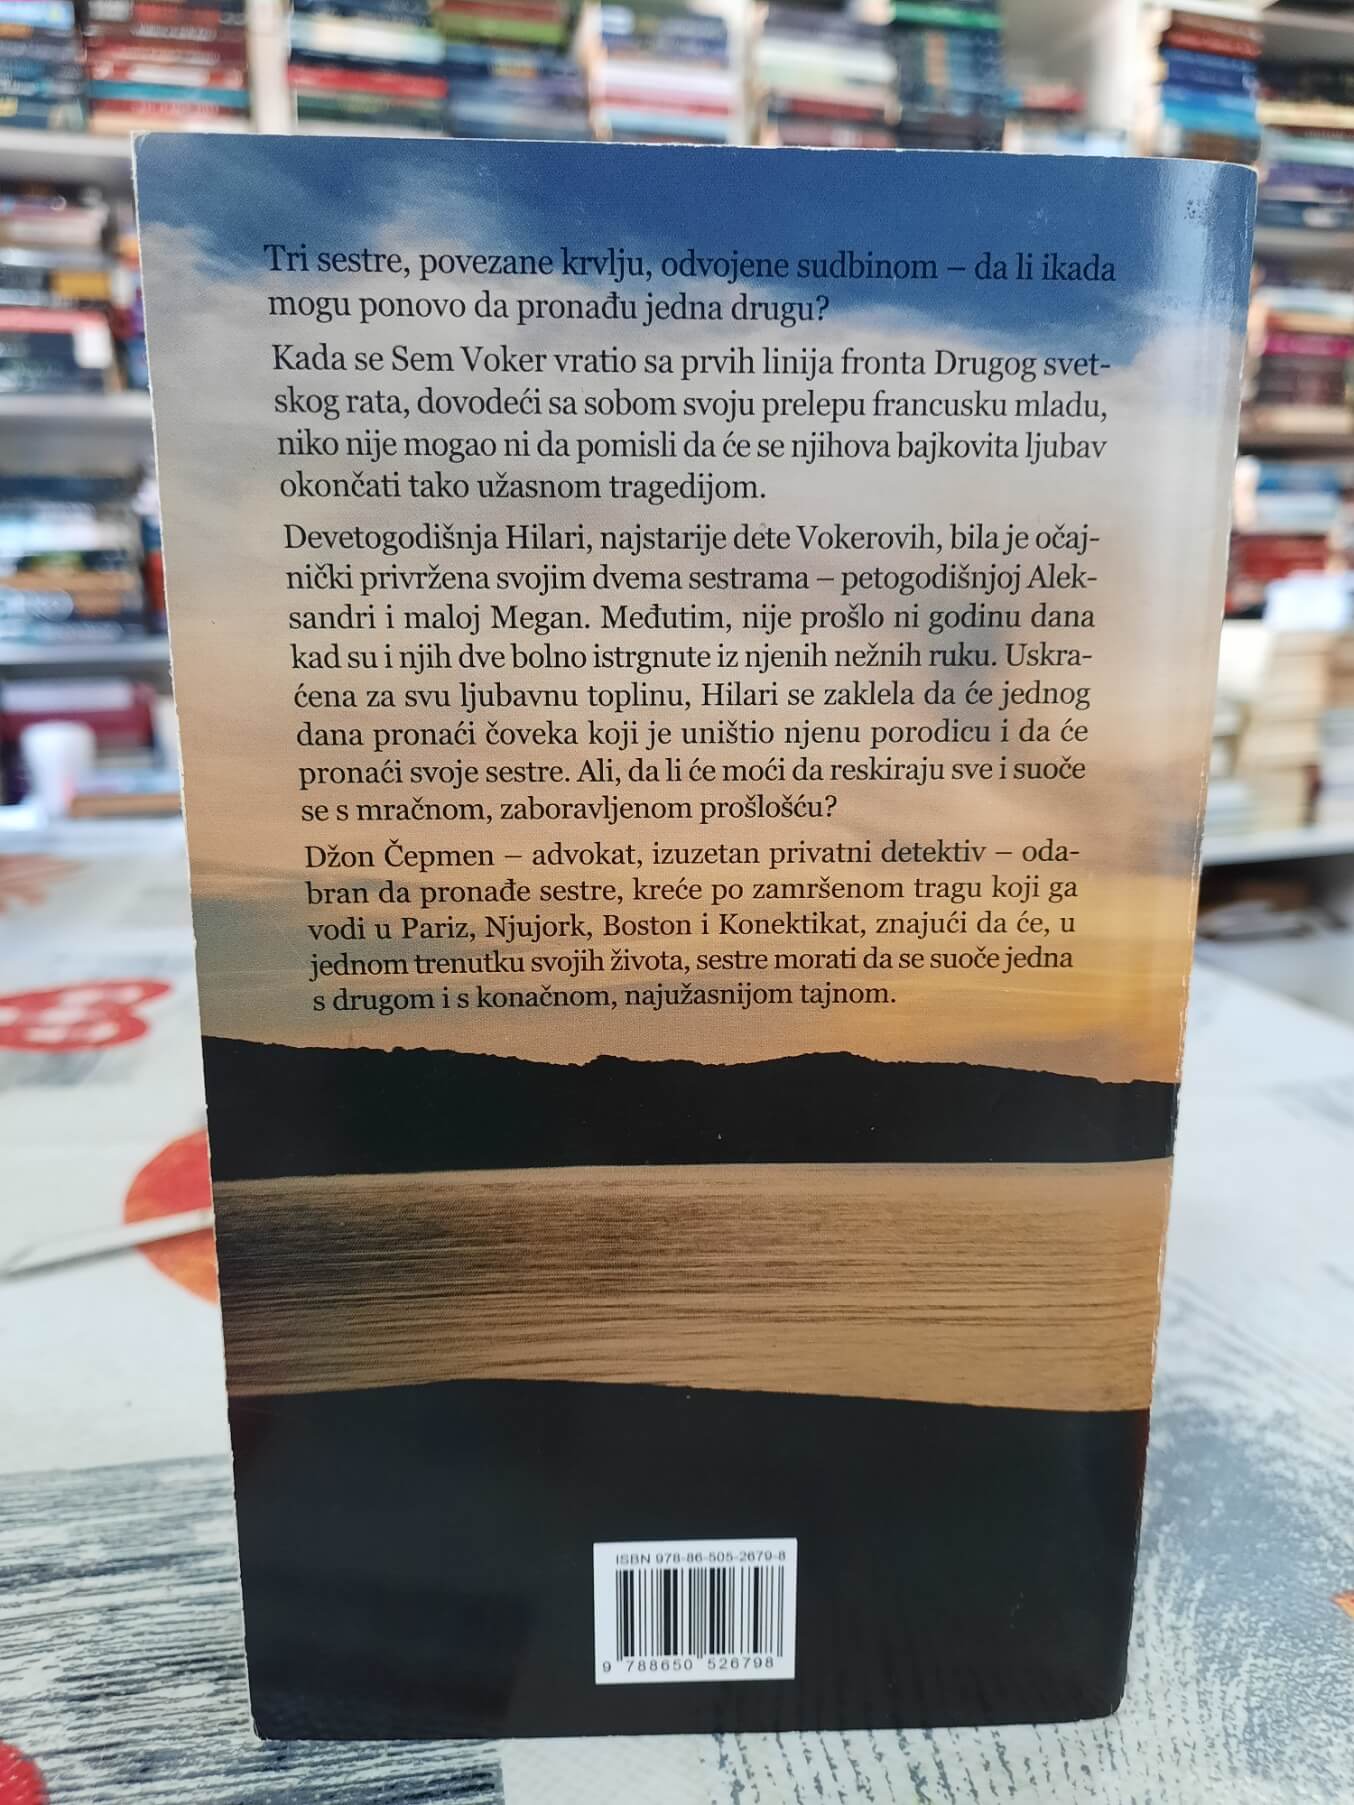 Tri sestre, povezane krvlju, odvojene sudbinom – da li ikada
mogu ponovo da pronađu jedna drugu?
Kada se Sem Voker vratio sa prvih linija fronta Drugog svet-
skog rata, dovodeći sa sobom svoju prelepu francusku mladu,
niko nije mogao ni da pomisli da će se njihova bajkovita ljubav
okončati tako užasnom tragedijom.
Devetogodišnja Hilari, najstarije dete Vokerovih, bila je očaj-
nički privržena svojim dvema sestrama – petogodišnjoj Alek-
sandri i maloj Megan. Međutim, nije prošlo ni godinu dana
kad su i njih dve bolno istrgnute iz njenih nežnih ruku. Uskra-
ćena za svu ljubavnu toplinu, Hilari se zaklela da će jednog
dana pronaći čoveka koji je uništio njenu porodicu i da će
pronaći svoje sestre. Ali, da li će moći da reskiraju sve i suoče
se s mračnom, zaboravljenom prošlošću?
Džon Čepmen – advokat, izuzetan privatni detektiv – oda-
bran da pronađe sestre, kreće po zamršenom tragu koji ga
vodi u Pariz, Njujork, Boston i Konektikat, znajući da će, u
jednom trenutku svojih života, sestre morati da se suoče jedna
s drugom i s konačnom, najužasnijom tajnom.
ISBN 978-86-505-2679-8
9 788650 526798